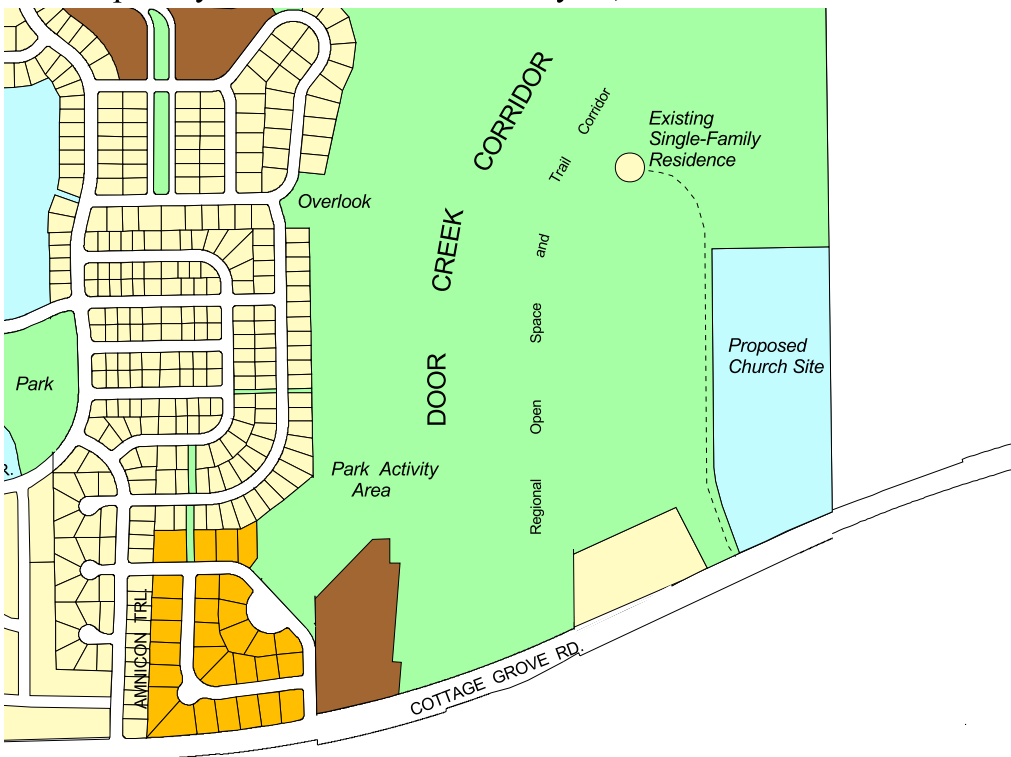 CORRIDOR
Corridor
Trail
Existing
Single-Family
Residence
Overlook
CREEK
and
Space
Proposed
Church Site
DOOR
Park
Open
Park Activity
Area
R.
Regional
AMNICON TRL.
COTTAGE GROVE RD.